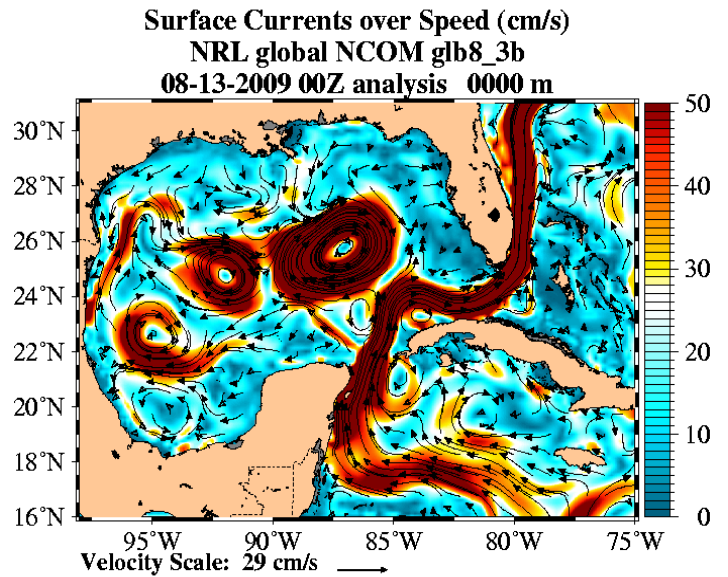 Surface Currents over Speed (cm/s)
NRL global NCOM glb8_3b
08-13-2009 00Z analysis 0000 m
30°N
28°N
26°N
24°N
22°N
20°N
18°N
16°N
50
40
30
20
10
0
95°W
90°W
85°W
80°W
75°W
Velocity Scale: 29 cm/s